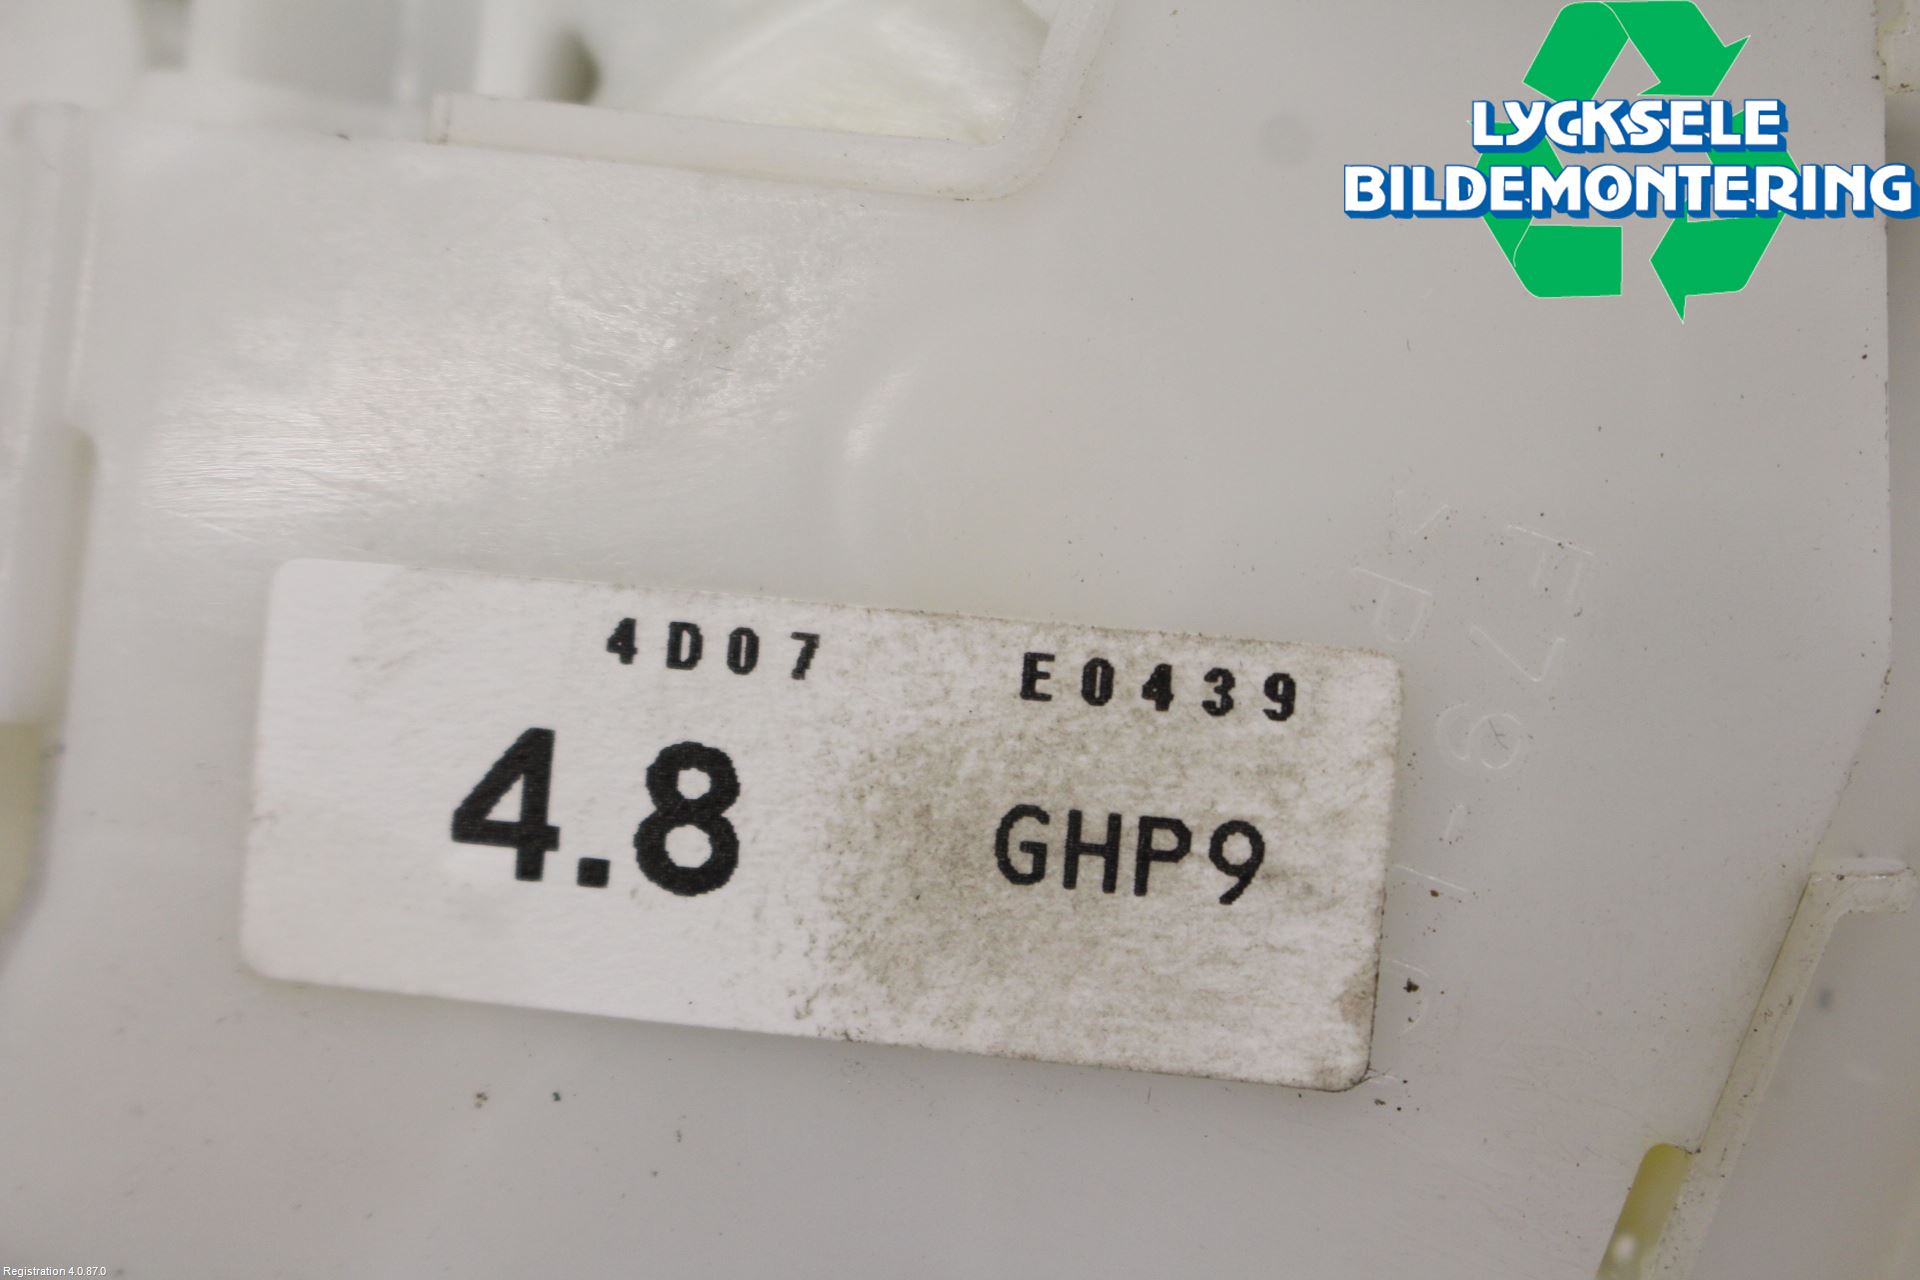 LYCKSELE
BILDEMONTERING
4D07 E0439
4.8 GHP9
Registration 4.0.87.0